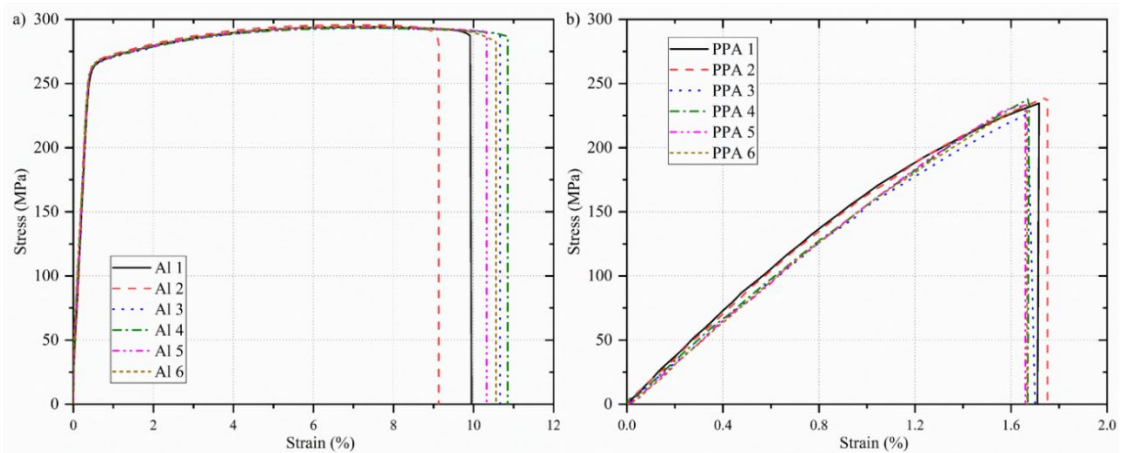 a)
300
250
200
150
100
50
0
Stress (MPa)
Al 1
Al 2
Al 3
Al 4
Al 5
Al 6
0
2
4
6
8
10
12
Strain (%)
b)
300
250
200
150
100
50
0
Stress (MPa)
PPA 1
PPA 2
PPA 3
PPA 4
PPA 5
PPA 6
0.0
0.4
0.8
1.2
1.6
2.0
Strain (%)